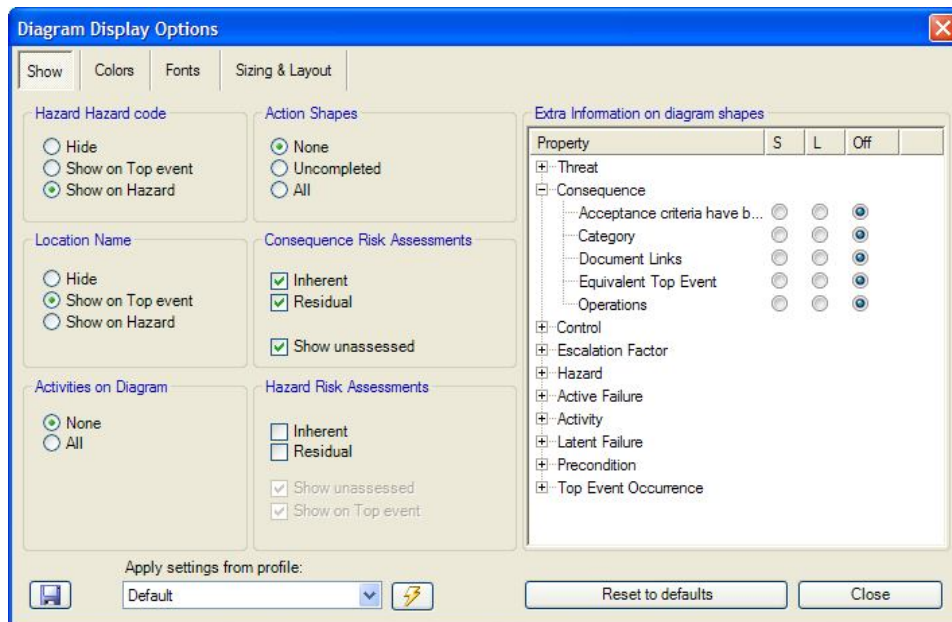 Diagram Display Options
Show Colors Fonts Sizing & Layout
Hazard Hazard code
Hide
Show on Top event
Show on Hazard
Action Shapes
None
Uncompleted
All
Location Name
Hide
Show on Top event
Show on Hazard
Consequence Risk Assessments
Inherent
Residual
Show unassessed
Activities on Diagram
None
All
Hazard Risk Assessments
Inherent
Residual
Show unassessed
Show on Top event
Extra Information on diagram shapes
Property S L Off
Threat
Consequence
Acceptance criteria have b...
Category
Document Links
Equivalent Top Event
Operations
Control
Escalation Factor
Hazard
Active Failure
Activity
Latent Failure
Precondition
Top Event Occurrence
Apply settings from profile:
Default
Reset to defaults
Close